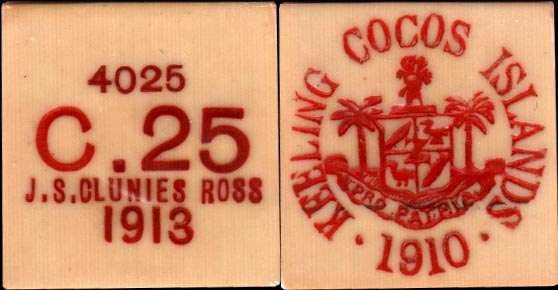 4025
C.25
J.S.CLUNIES ROSS
1913
KEELING COCOS ISLANDS
PRO PATRIA
· 1910 ·